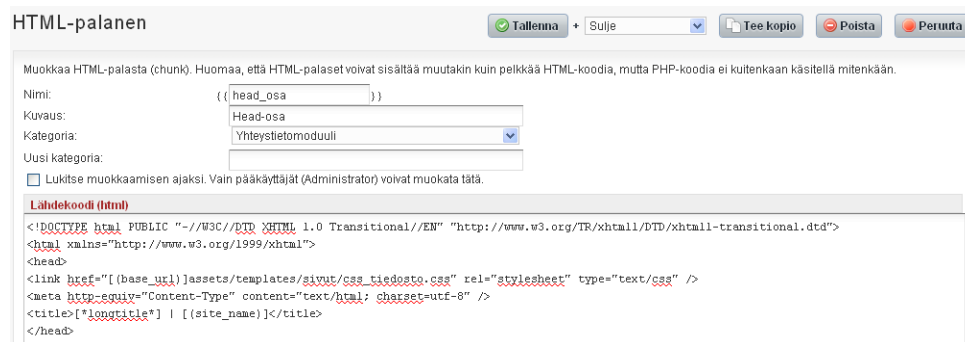 HTML-palanen
Tallenna + Sulje Tee kopio Poista Peruuta
Muokkaa HTML-palasta (chunk). Huomaa, että HTML-palaset voivat sisältää muutakin kuin pelkkää HTML-koodia, mutta PHP-koodia ei kuitenkaan käsitellä mitenkään.
Nimi: {{ head_osa }}
Kuvaus: Head-osa
Kategoria: Yhteystietomoduuli
Uusi kategoria:
Lukitse muokkaamisen ajaksi. Vain pääkäyttäjät (Administrator) voivat muokata tätä.
Lähdekoodi (html)
<!DOCTYPE html PUBLIC "-//W3C//DTD XHTML 1.0 Transitional//EN" "http://www.w3.org/TR/xhtml1/DTD/xhtml1-transitional.dtd">
<html xmlns="http://www.w3.org/1999/xhtml">
<head>
<link href="[(base_url)]assets/templates/sivut/css_tiedosto.css" rel="stylesheet" type="text/css" />
<meta http-equiv="Content-Type" content="text/html; charset=utf-8" />
<title>[*longtitle*] | [(site_name)]</title>
</head>